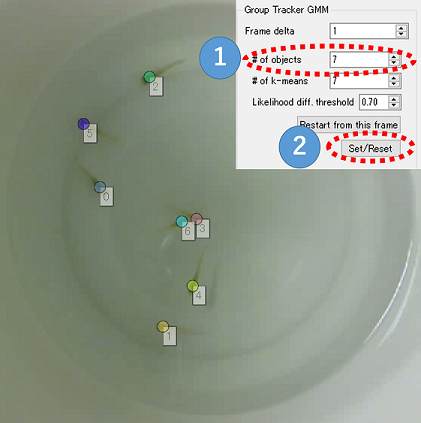 Group Tracker GMM
Frame delta 1
1
# of objects 7
# of k-means 7
Likelihood diff. threshold 0.70
Restart from this frame
2
Set/Reset
2
5
0
6 3
4
1